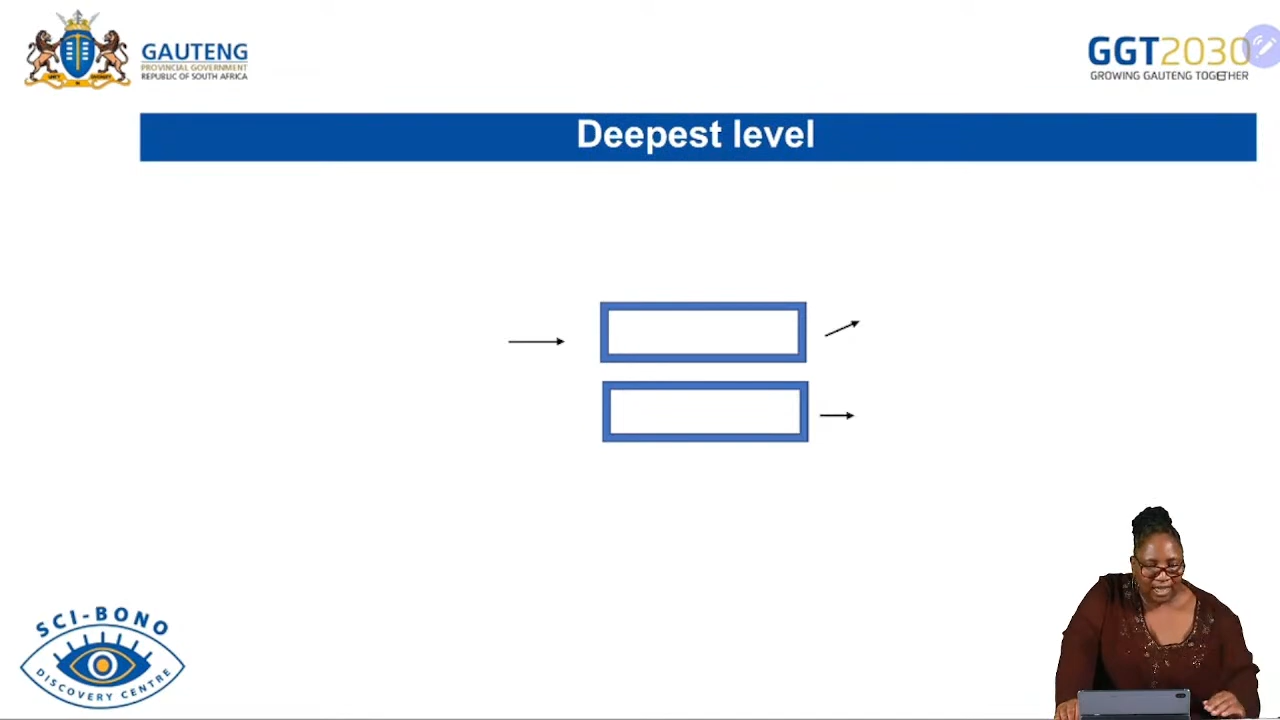 GAUTENG
PROVINCIAL GOVERNMENT
REPUBLIC OF SOUTH AFRICA
GGT2030
GROWING GAUTENG TOGETHER
Deepest level
SCI-BONO
DISCOVERY CENTRE